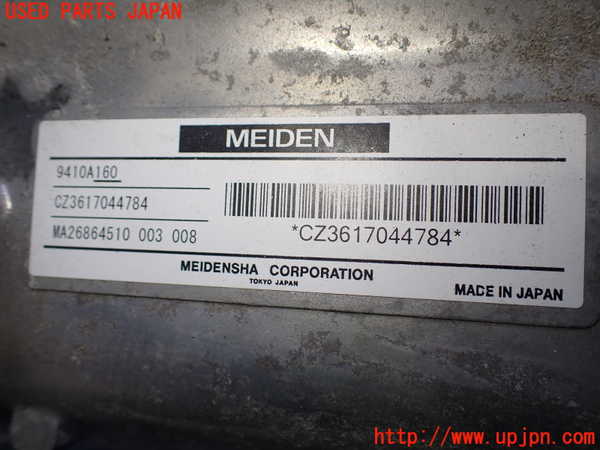 USED PARTS JAPAN
MEIDEN
9410A160
CZ3617044784
MA26864510 003 008
*CZ3617044784*
MEIDENSHA CORPORATION
TOKYO JAPAN
MADE IN JAPAN
http://www.upjpn.com/